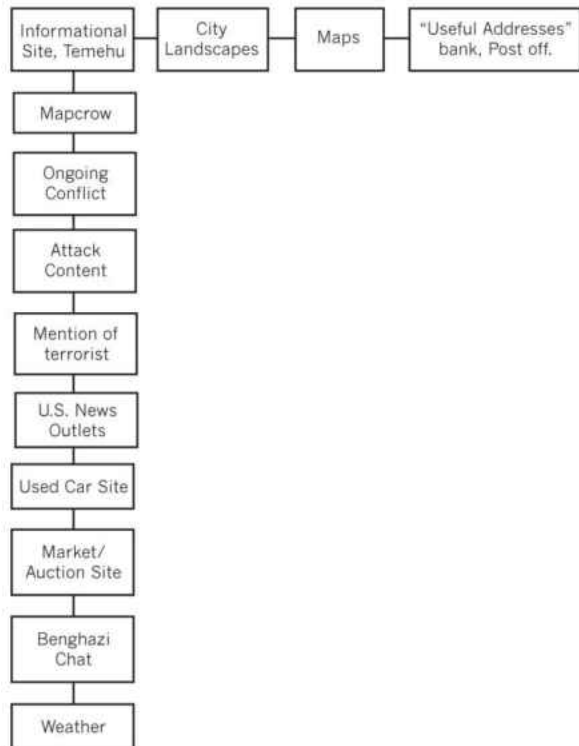 Informational
Site, Temehu
City
Landscapes
Maps
“Useful Addresses”
bank, Post off.
Mapcrow
Ongoing
Conflict
Attack
Content
Mention of
terrorist
U.S. News
Outlets
Used Car Site
Market/
Auction Site
Benghazi
Chat
Weather